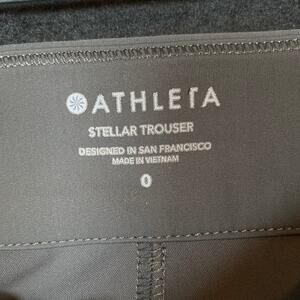 ATHLETA
STELLAR TROUSER
DESIGNED IN SAN FRANCISCO
MADE IN VIETNAM
0